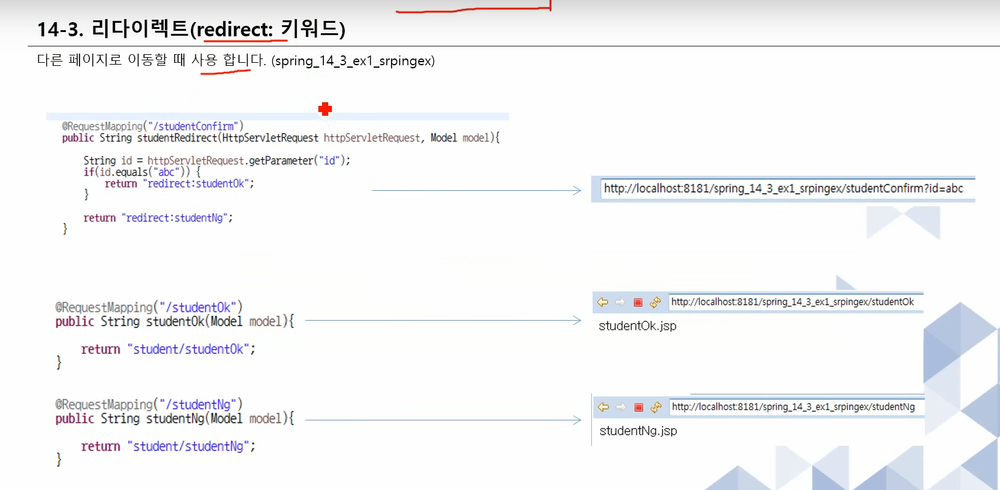 14-3. 리다이렉트(redirect: 키워드)
다른 페이지로 이동할 때 사용 합니다. (spring_14_3_ex1_srpingex)
@RequestMapping("/studentConfirm")
public String studentRedirect(HttpServletRequest httpServletRequest, Model model){
String id = httpServletRequest.getParameter("id");
if(id.equals("abc")) {
return "redirect:studentOk";
}
return "redirect:studentNg";
}
http://localhost:8181/spring_14_3_ex1_srpingex/studentConfirm?id=abc
@RequestMapping("/studentOk")
public String studentOk(Model model){
return "student/studentOk";
}
http://localhost:8181/spring_14_3_ex1_srpingex/studentOk
studentOk.jsp
@RequestMapping("/studentNg")
public String studentNg(Model model){
return "student/studentNg";
}
http://localhost:8181/spring_14_3_ex1_srpingex/studentNg
studentNg.jsp